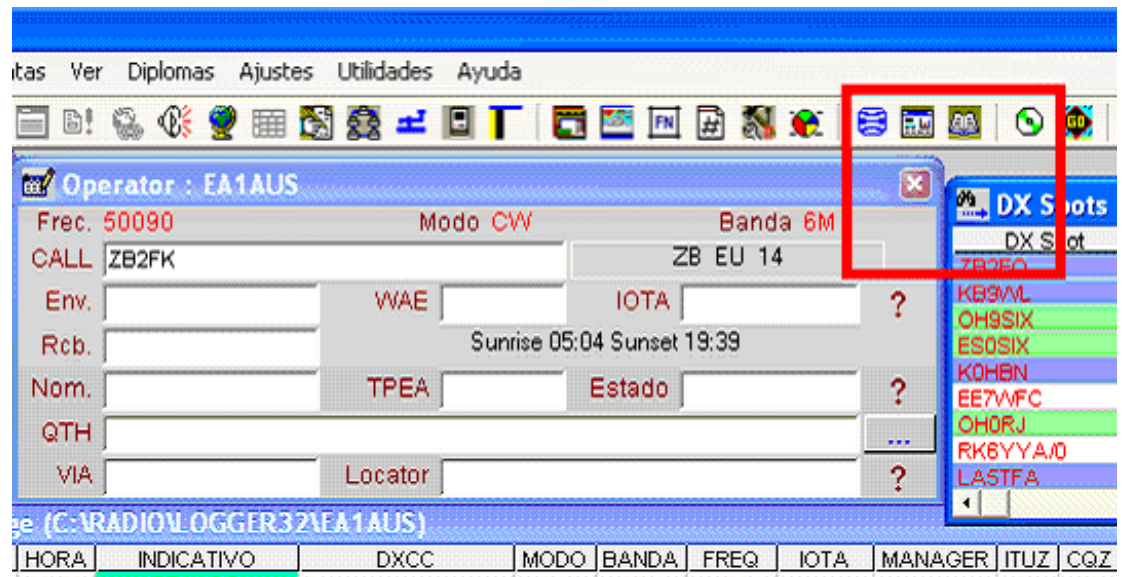 Ver Diplomas Ajustes Utilidades Ayuda
FN # GO
Operator : EA1AUS
Frec. 50090 Modo CW Banda 6M
CALL ZB2FK ZB EU 14
Env. WAE IOTA ?
Rcb. Sunrise 05:04 Sunset 19:39
Nom. TPEA Estado ?
QTH ...
VIA Locator ?
DX Spots
DX Spot
KB9WL
OH9SIX
ES0SIX
K0HBN
EE7WFC
OH0RJ
RK6YYA/0
LA5TFA
(C:\RADIO\LOGGER32\EA1AUS)
HORA INDICATIVO DXCC MODO BANDA FREQ IOTA MANAGER ITUZ CQZ